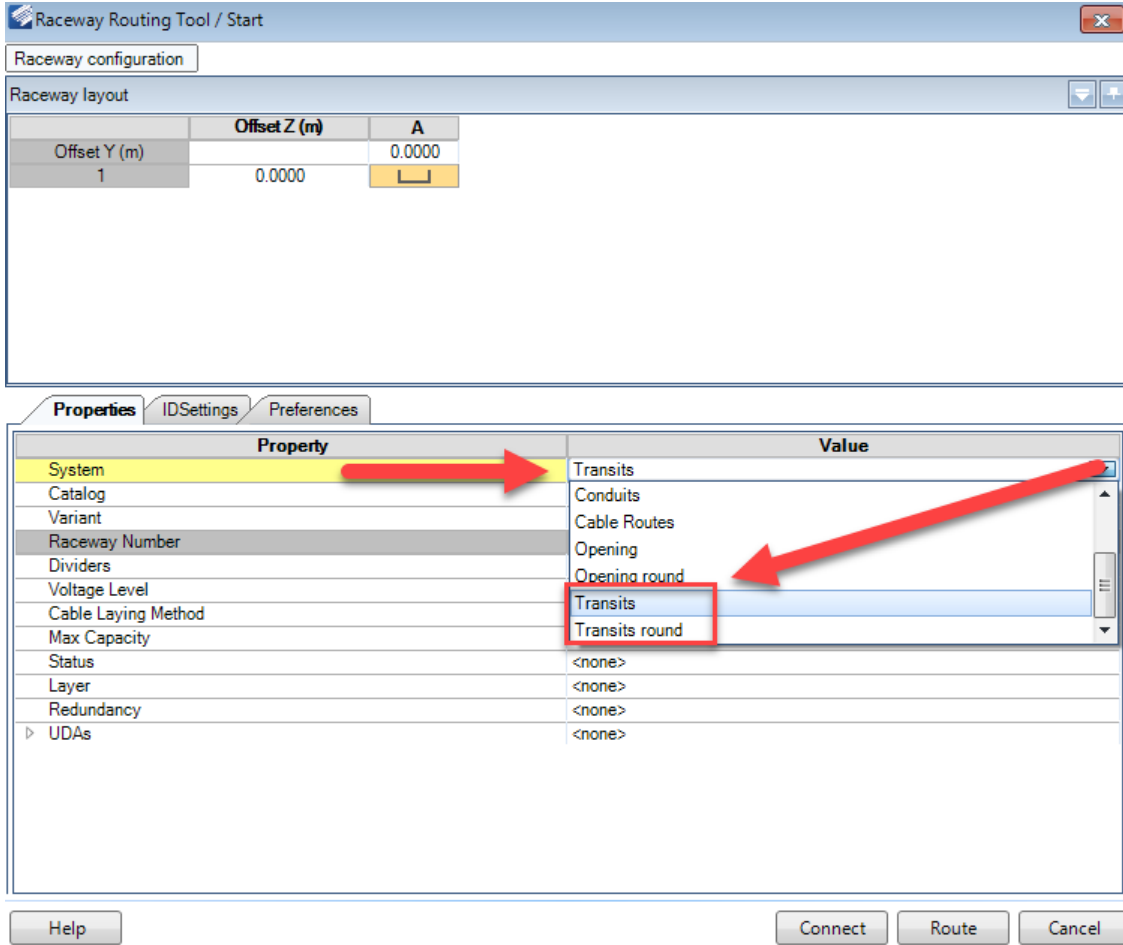 Raceway Routing Tool / Start
Raceway configuration
Raceway layout
Offset Z (m) A
Offset Y (m) 0.0000
1 0.0000
Properties IDSettings Preferences
Property Value
System Transits
Catalog Conduits
Variant Cable Routes
Raceway Number Opening
Dividers Opening round
Voltage Level Transits
Cable Laying Method Transits round
Max Capacity
Status <none>
Layer <none>
Redundancy <none>
UDAs <none>
Help Connect Route Cancel